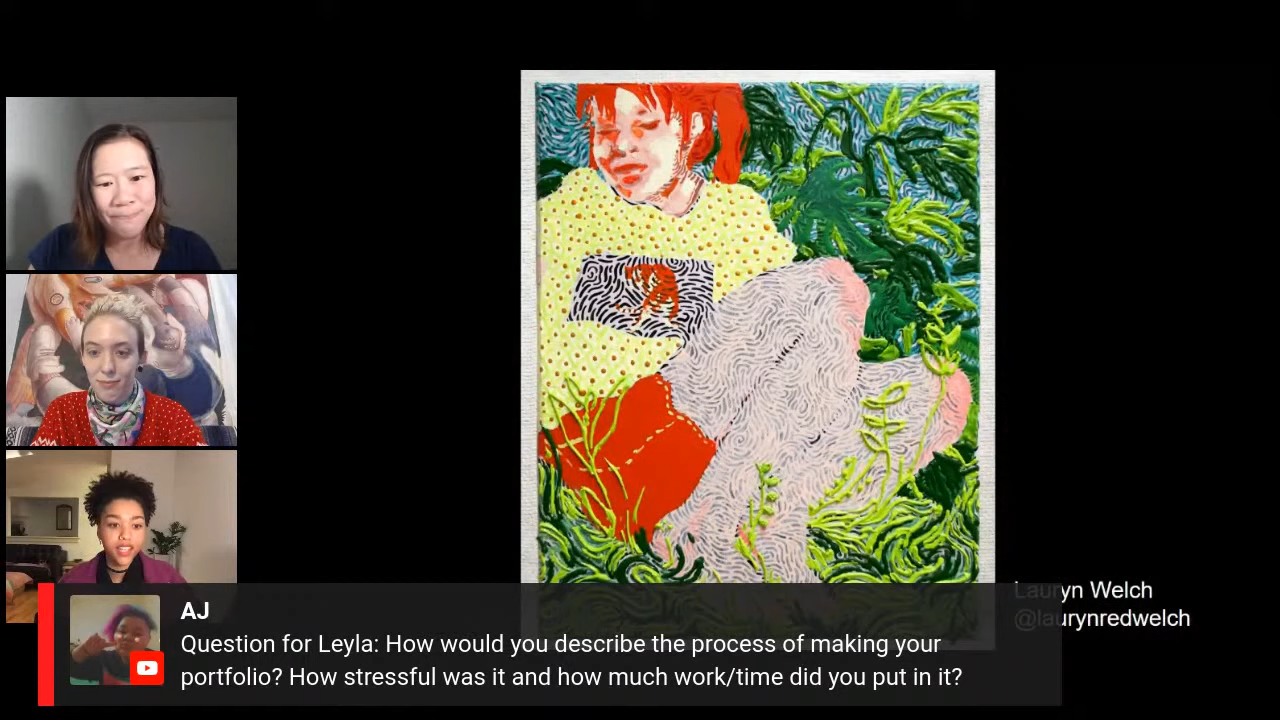 Lauryn Welch
@laurynredwelch
AJ
Question for Leyla: How would you describe the process of making your
portfolio? How stressful was it and how much work/time did you put in it?